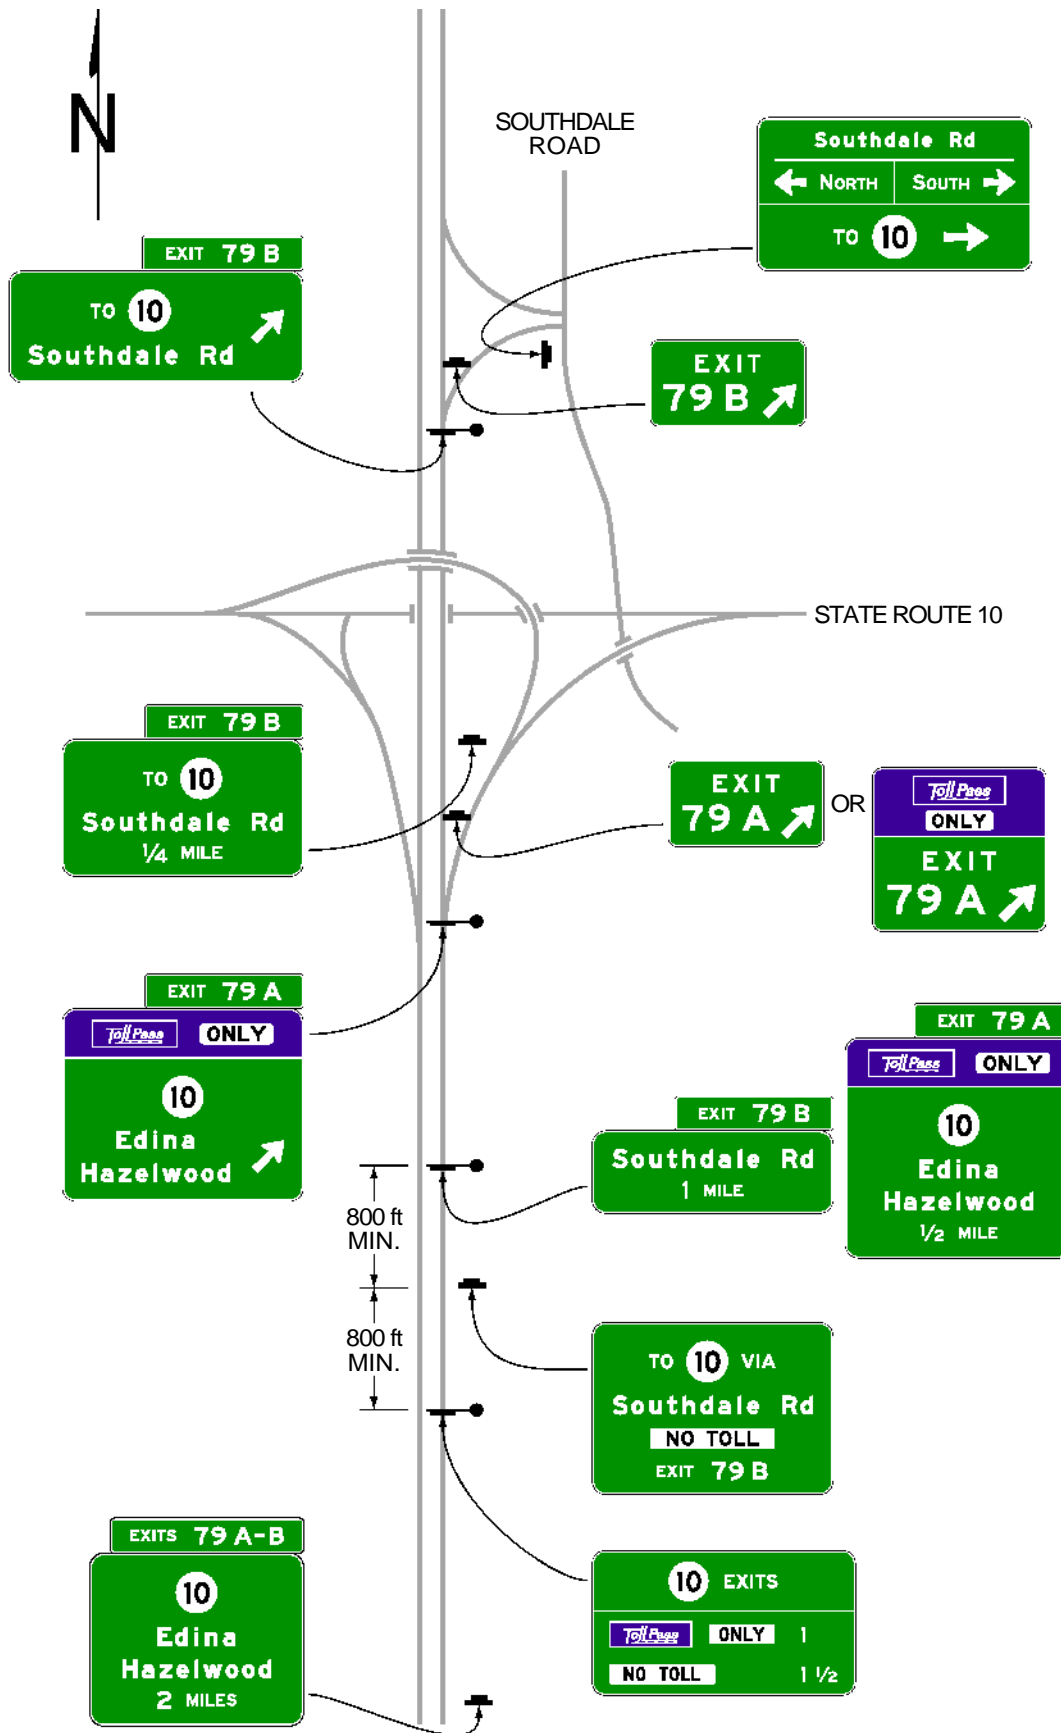 N
SOUTHDALE
ROAD
Southdale Rd
NORTH SOUTH
TO 10
EXIT 79 B
TO 10
Southdale Rd
EXIT
79 B
STATE ROUTE 10
EXIT 79 B
TO 10
Southdale Rd
1/4 MILE
EXIT
79 A
OR
Toll Pass
ONLY
EXIT
79 A
EXIT 79 A
Toll Pass ONLY
10
Edina
Hazelwood
EXIT 79 A
Toll Pass ONLY
10
Edina
Hazelwood
1/2 MILE
EXIT 79 B
Southdale Rd
1 MILE
800 ft
MIN.
800 ft
MIN.
TO 10 VIA
Southdale Rd
NO TOLL
EXIT 79 B
EXITS 79 A-B
10
Edina
Hazelwood
2 MILES
10 EXITS
Toll Pass ONLY 1
NO TOLL 1 1/2